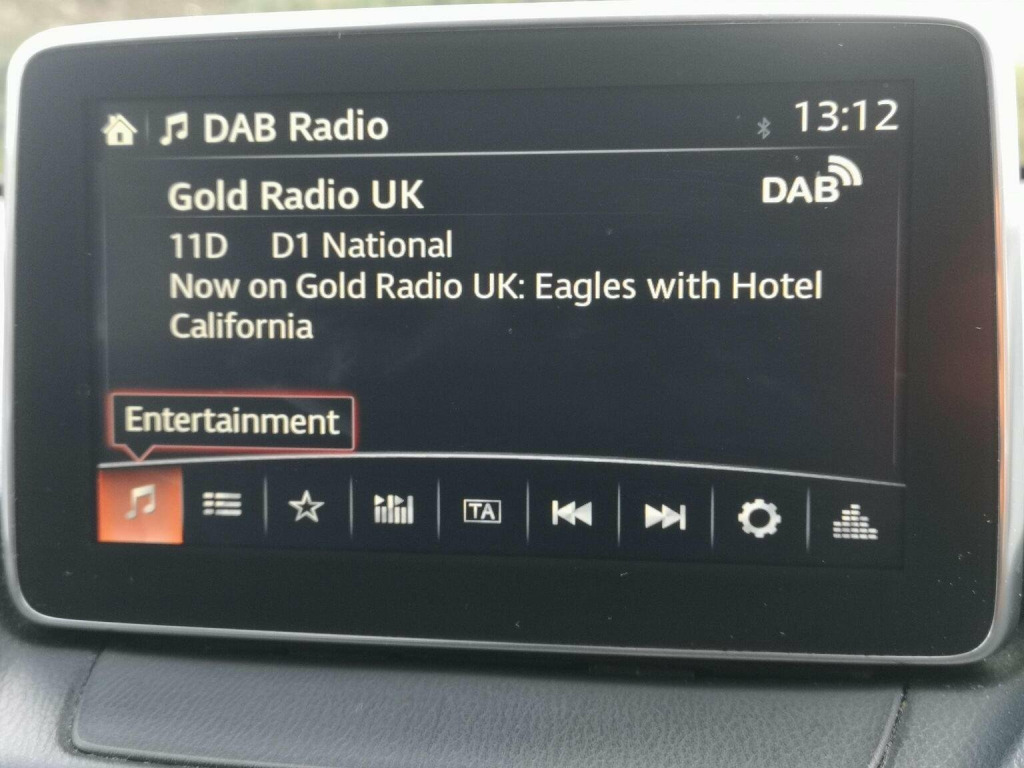 DAB Radio 13:12
Gold Radio UK DAB
11D D1 National
Now on Gold Radio UK: Eagles with Hotel
California
Entertainment
TA